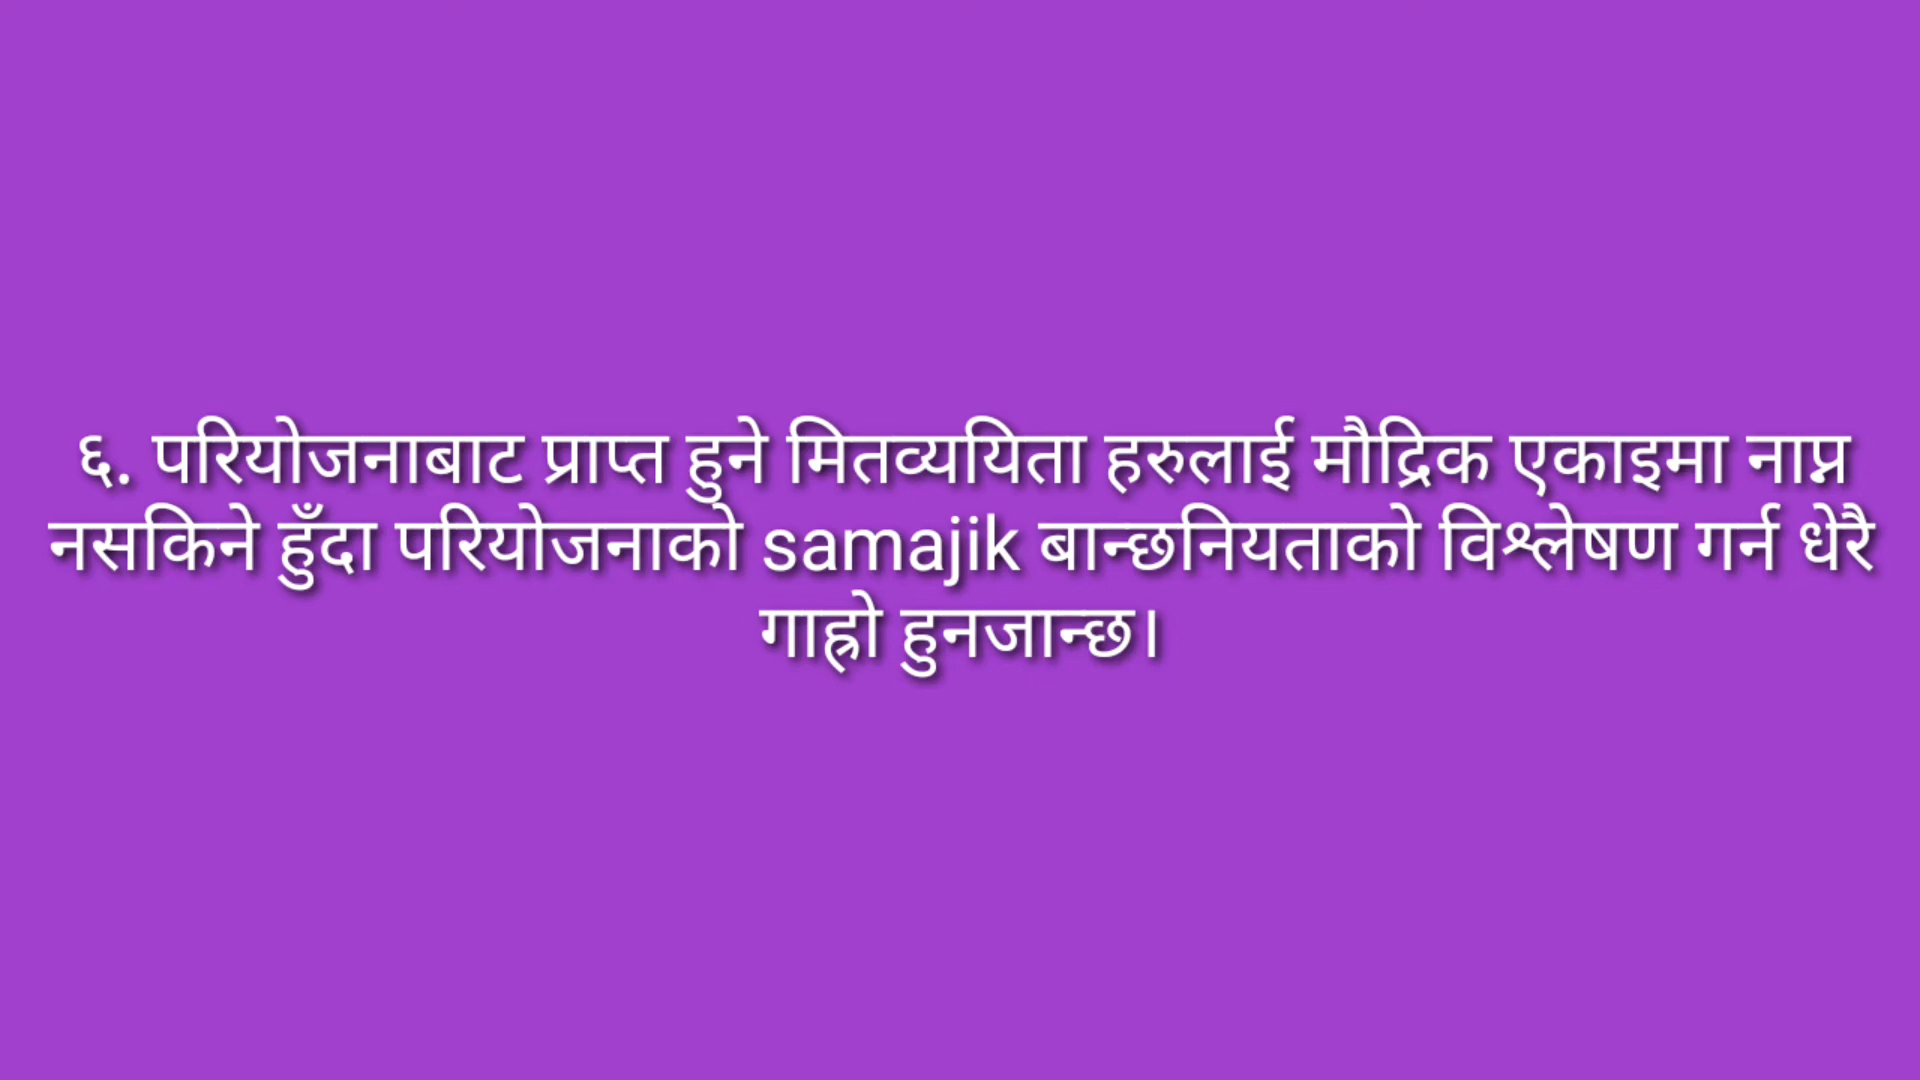 ६. परियोजनाबाट प्राप्त हुने मितव्ययिता हरुलाई मौद्रिक एकाइमा नाप्न
नसकिने हुँदा परियोजनाको samajik बान्छनियताको विश्लेषण गर्न धेरै
गाह्रो हुनजान्छ।